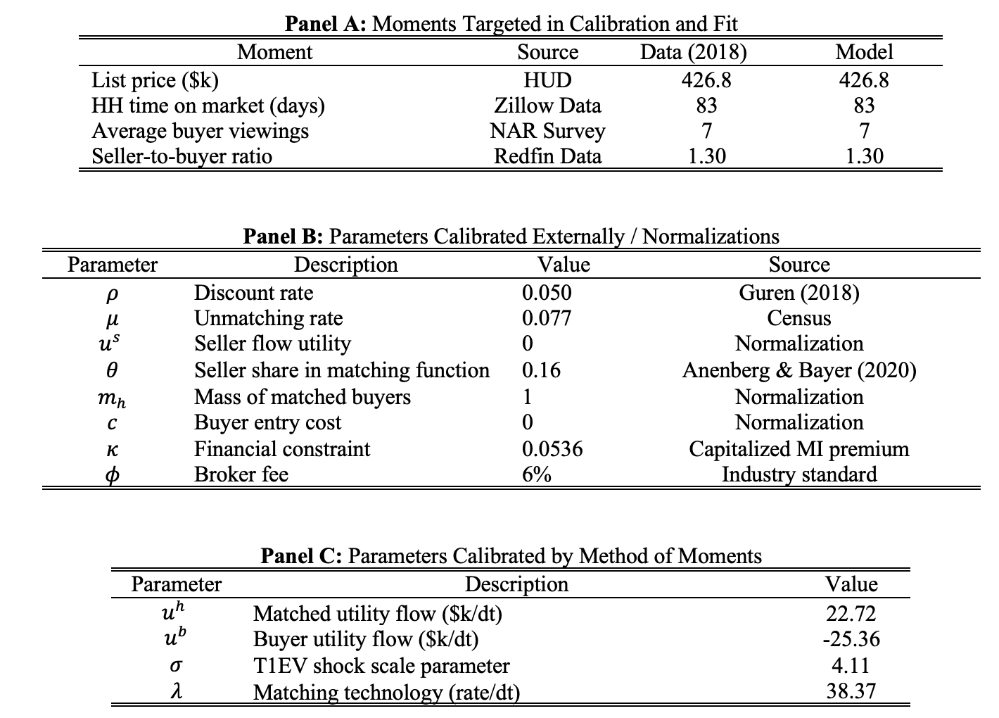 Panel A: Moments Targeted in Calibration and Fit
Moment Source Data (2018) Model
List price ($k) HUD 426.8 426.8
HH time on market (days) Zillow Data 83 83
Average buyer viewings NAR Survey 7 7
Seller-to-buyer ratio Redfin Data 1.30 1.30
Panel B: Parameters Calibrated Externally / Normalizations
Parameter Description Value Source
ρ Discount rate 0.050 Guren (2018)
μ Unmatching rate 0.077 Census
u^s Seller flow utility 0 Normalization
θ Seller share in matching function 0.16 Anenberg & Bayer (2020)
m_h Mass of matched buyers 1 Normalization
c Buyer entry cost 0 Normalization
κ Financial constraint 0.0536 Capitalized MI premium
ϕ Broker fee 6% Industry standard
Panel C: Parameters Calibrated by Method of Moments
Parameter Description Value
u^h Matched utility flow ($k/dt) 22.72
u^b Buyer utility flow ($k/dt) -25.36
σ T1EV shock scale parameter 4.11
λ Matching technology (rate/dt) 38.37